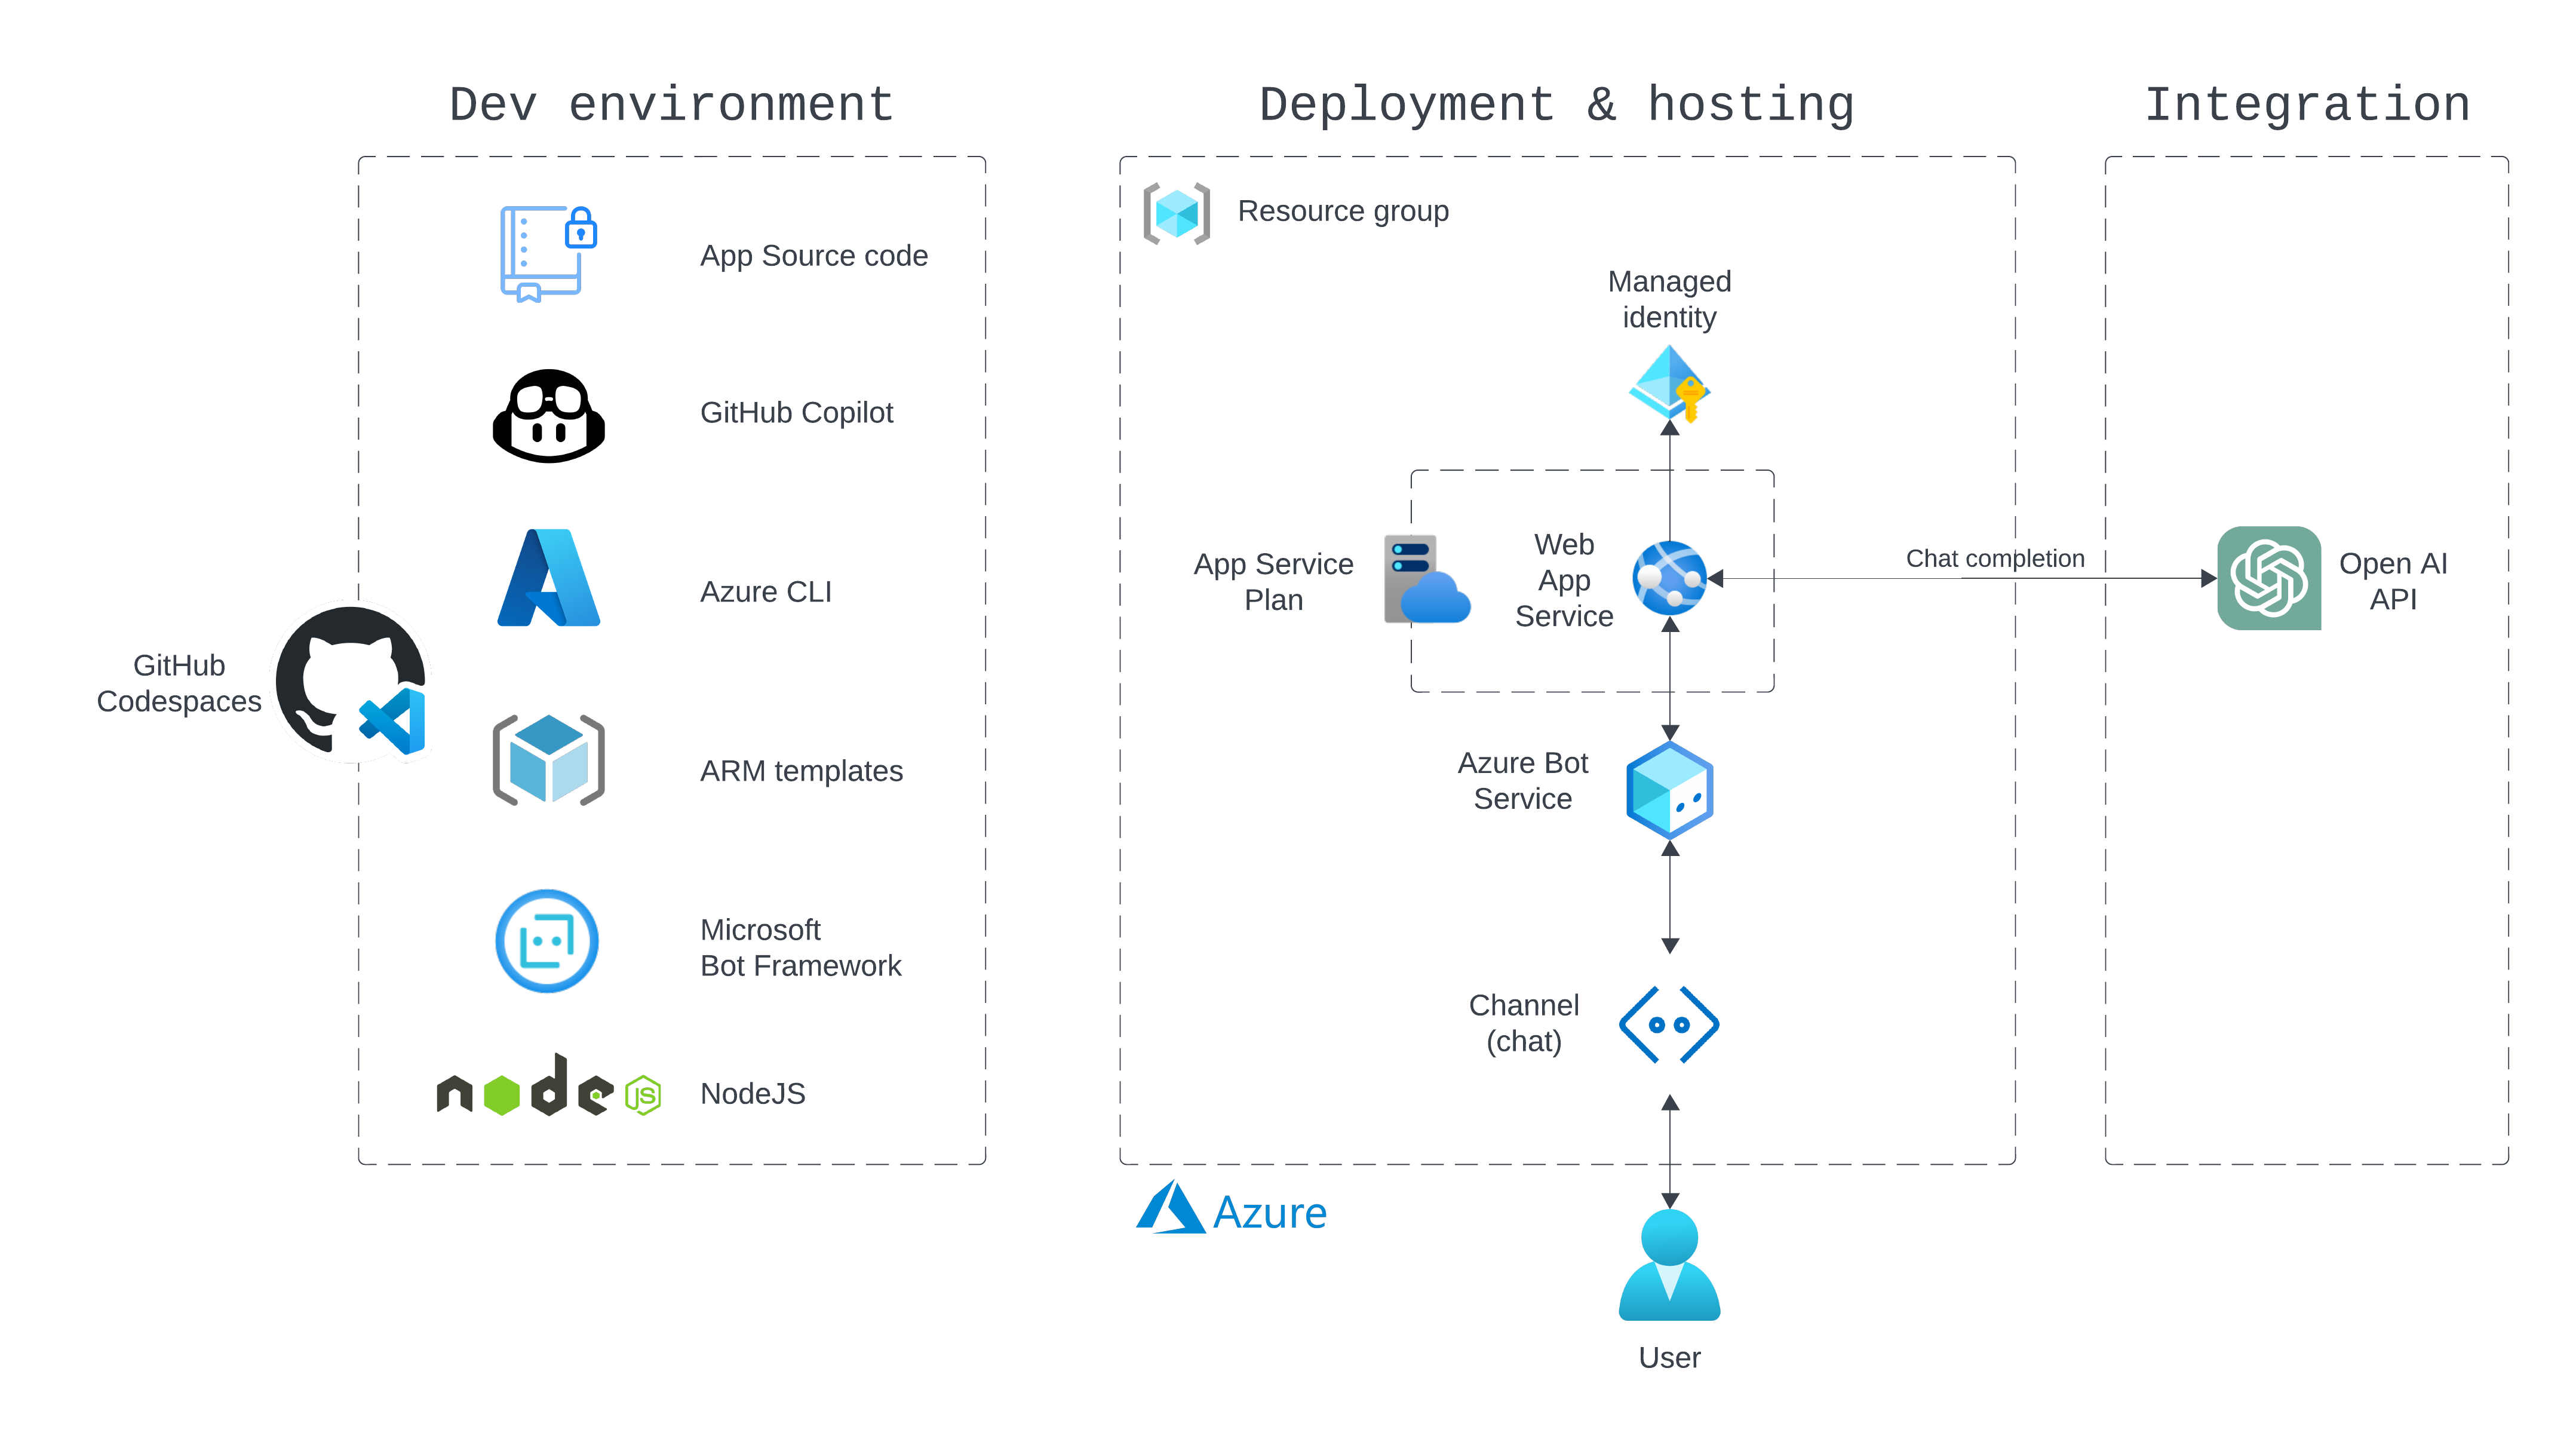 Dev environment
App Source code
GitHub Copilot
Azure CLI
GitHub
Codespaces
ARM templates
Microsoft
Bot Framework
node JS
NodeJS
Deployment & hosting
Resource group
Managed
identity
App Service
Plan
Web
App
Service
Chat completion
Azure Bot
Service
Channel
(chat)
Azure
User
Integration
Open AI
API